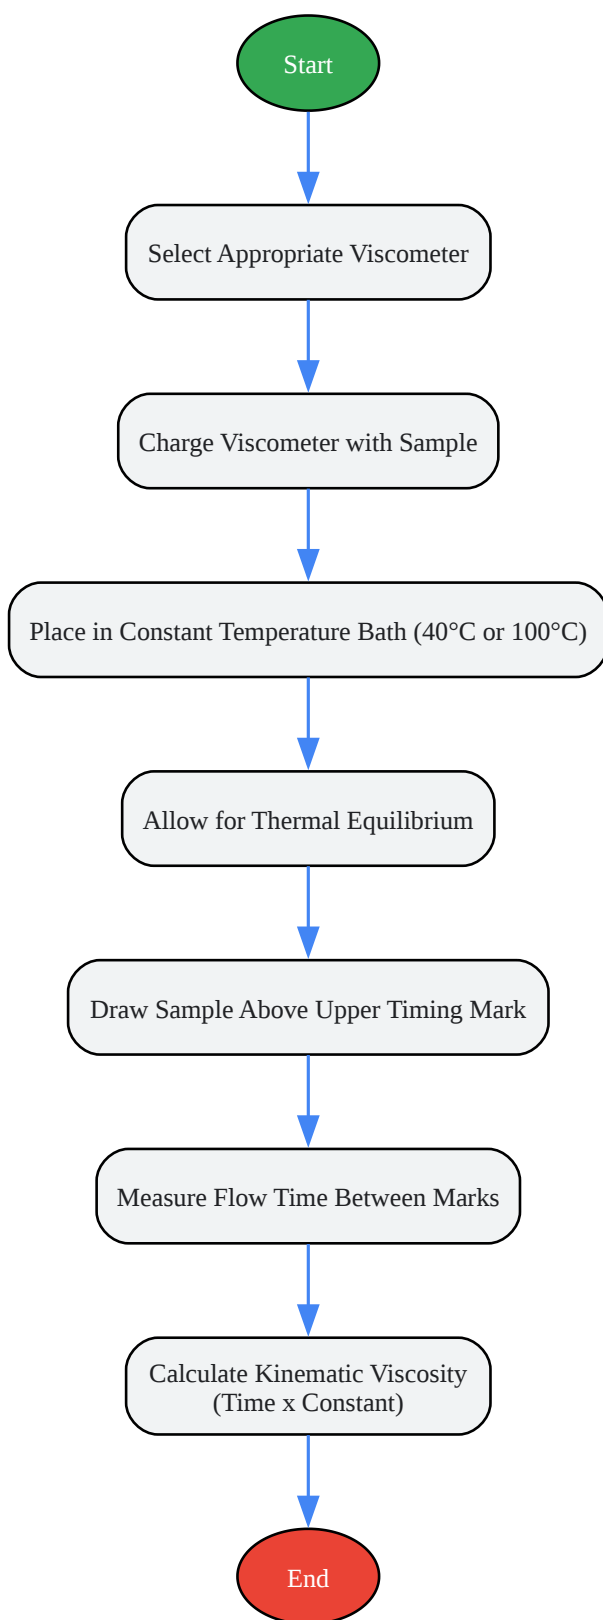 Start
Select Appropriate Viscometer
Charge Viscometer with Sample
Place in Constant Temperature Bath (40°C or 100°C)
Allow for Thermal Equilibrium
Draw Sample Above Upper Timing Mark
Measure Flow Time Between Marks
Calculate Kinematic Viscosity
(Time x Constant)
End